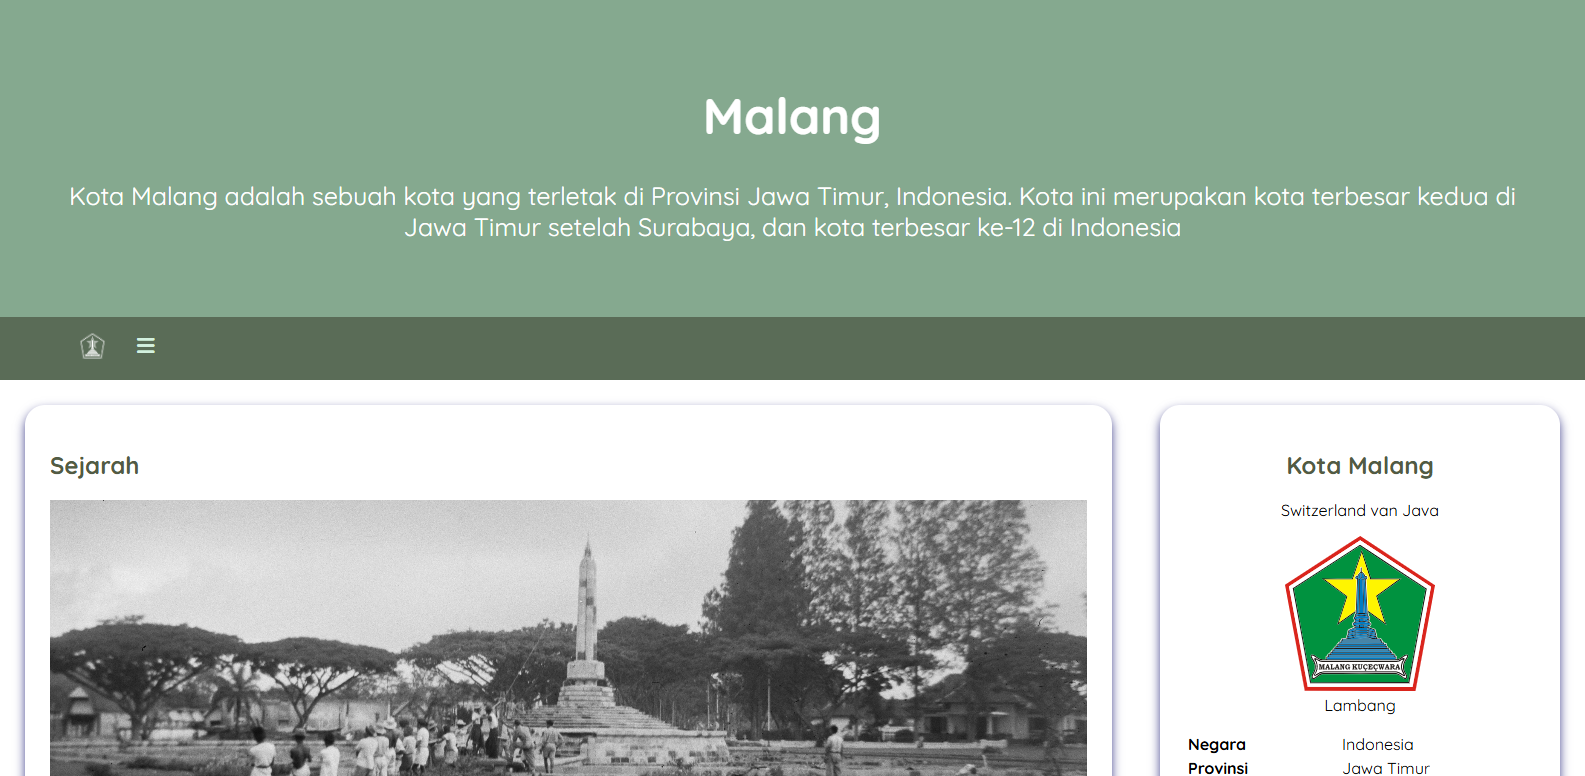 Malang
Kota Malang adalah sebuah kota yang terletak di Provinsi Jawa Timur, Indonesia. Kota ini merupakan kota terbesar kedua di
Jawa Timur setelah Surabaya, dan kota terbesar ke-12 di Indonesia
Sejarah
Kota Malang
Switzerland van Java
MALANG KUÇEÇWARA
Lambang
Negara Indonesia
Provinsi Jawa Timur